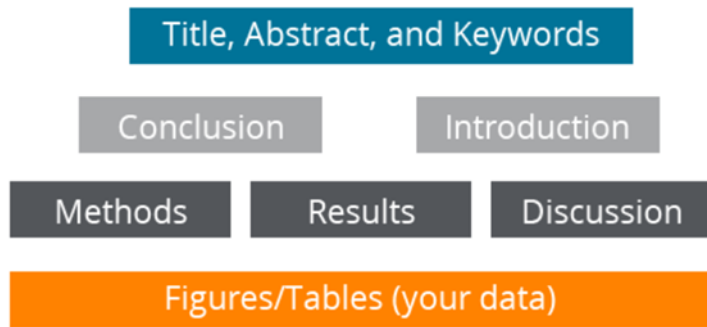 Title, Abstract, and Keywords
Conclusion
Introduction
Methods
Results
Discussion
Figures/Tables (your data)